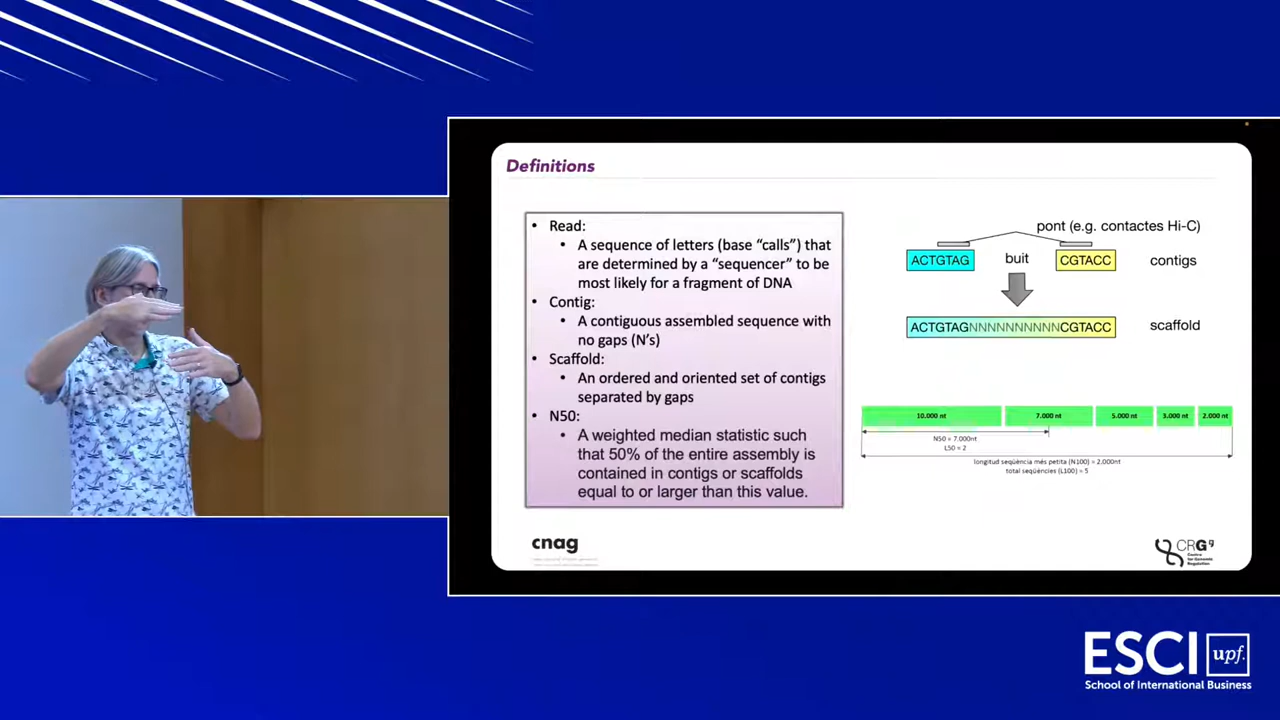 Definitions
• Read:
• A sequence of letters (base “calls”) that
are determined by a “sequencer” to be
most likely for a fragment of DNA
• Contig:
• A contiguous assembled sequence with
no gaps (N’s)
• Scaffold:
• An ordered and oriented set of contigs
separated by gaps
• N50:
• A weighted median statistic such
that 50% of the entire assembly is
contained in contigs or scaffolds
equal to or larger than this value.
pont (e.g. contactes Hi-C)
ACTGTAG buit CGTACC contigs
ACTGTAGNNNNNNNNNNCGTACC scaffold
10.000 nt 7.000 nt 5.000 nt 3.000 nt 2.000 nt
N50 = 7.000nt
L50 = 2
longitud seqüència més petita (N100) = 2.000nt
total seqüències (L100) = 5
cnag
CRG
Centre
for Genomic
Regulation
ESCI upf.
School of International Business